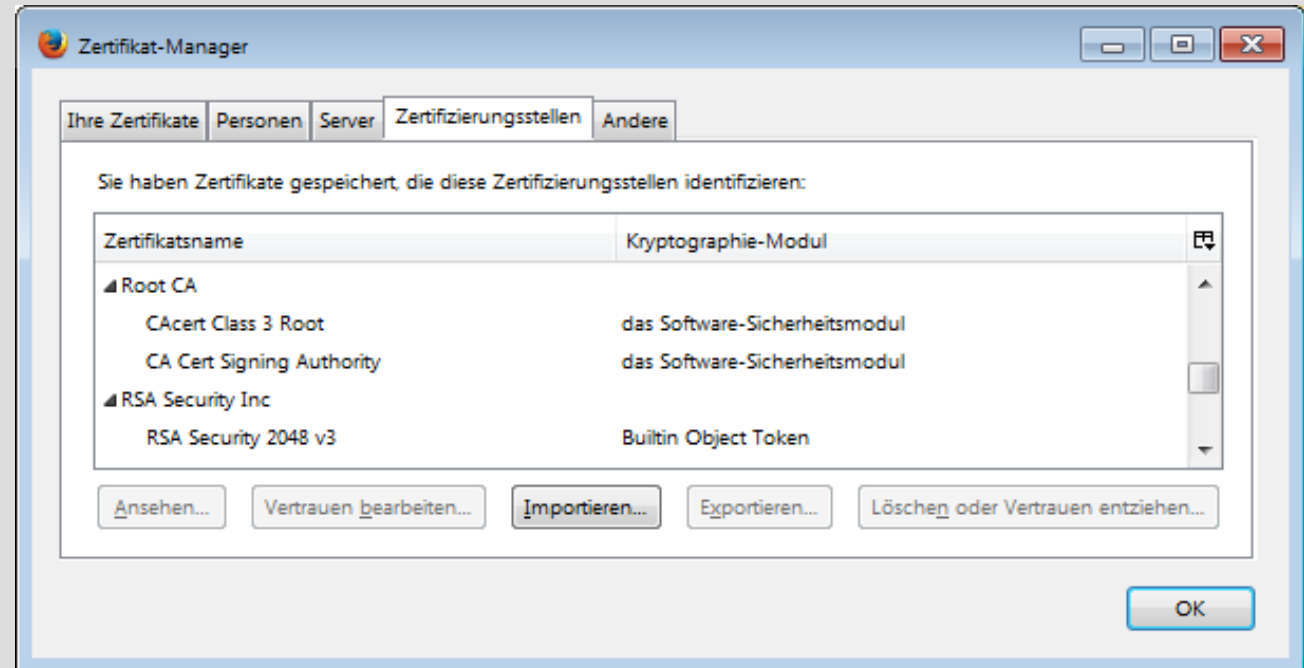 Zertifikat-Manager
Ihre Zertifikate Personen Server Zertifizierungsstellen Andere
Sie haben Zertifikate gespeichert, die diese Zertifizierungsstellen identifizieren:
Zertifikatsname Kryptographie-Modul
Root CA
CAcert Class 3 Root das Software-Sicherheitsmodul
CA Cert Signing Authority das Software-Sicherheitsmodul
RSA Security Inc
RSA Security 2048 v3 Builtin Object Token
Ansehen... Vertrauen bearbeiten... Importieren... Exportieren... Löschen oder Vertrauen entziehen...
OK